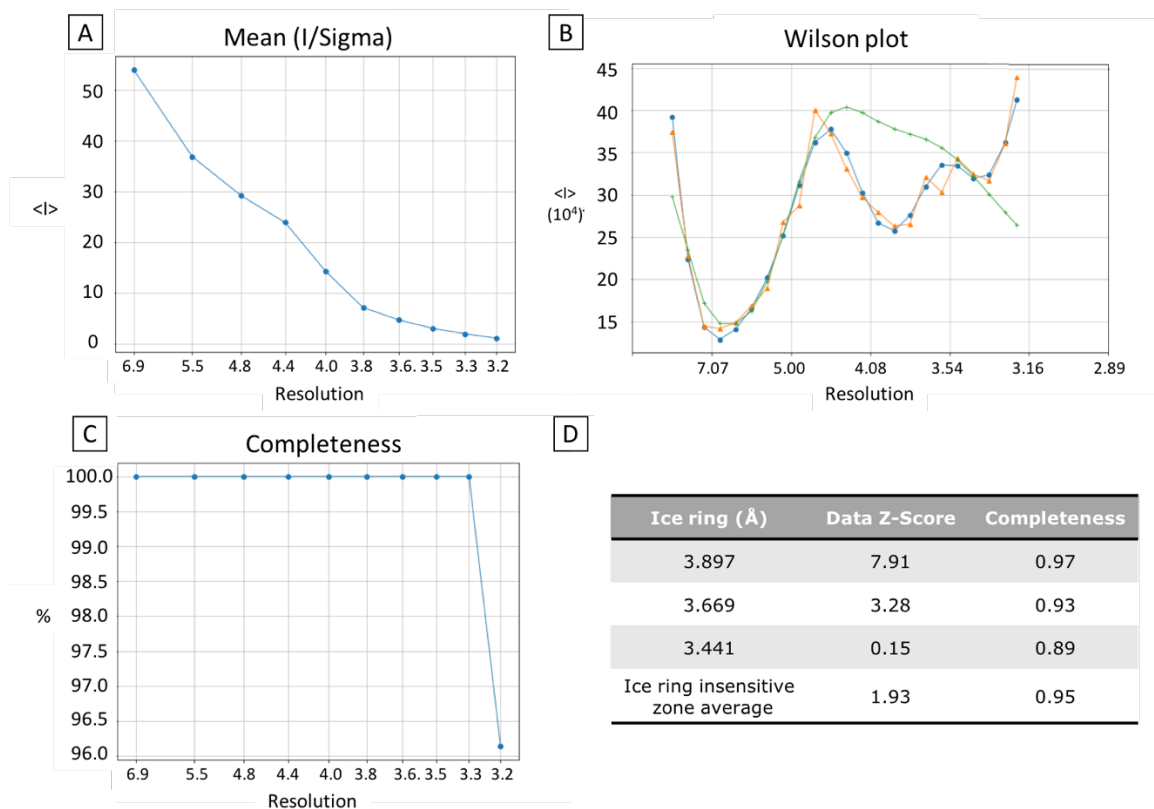 A
Mean (I/Sigma)
50
40
30
20
10
0
<I>
6.9 5.5 4.8 4.4 4.0 3.8 3.6 3.5 3.3 3.2
Resolution
B
Wilson plot
45
40
35
30
25
20
15
<I>
(10⁴)
7.07 5.00 4.08 3.54 3.16 2.89
Resolution
C
Completeness
100.0
99.5
99.0
98.5
98.0
97.5
97.0
96.5
96.0
%
6.9 5.5 4.8 4.4 4.0 3.8 3.6. 3.5 3.3 3.2
Resolution
D
Ice ring (Å) Data Z-Score Completeness
3.897 7.91 0.97
3.669 3.28 0.93
3.441 0.15 0.89
Ice ring insensitive
zone average 1.93 0.95